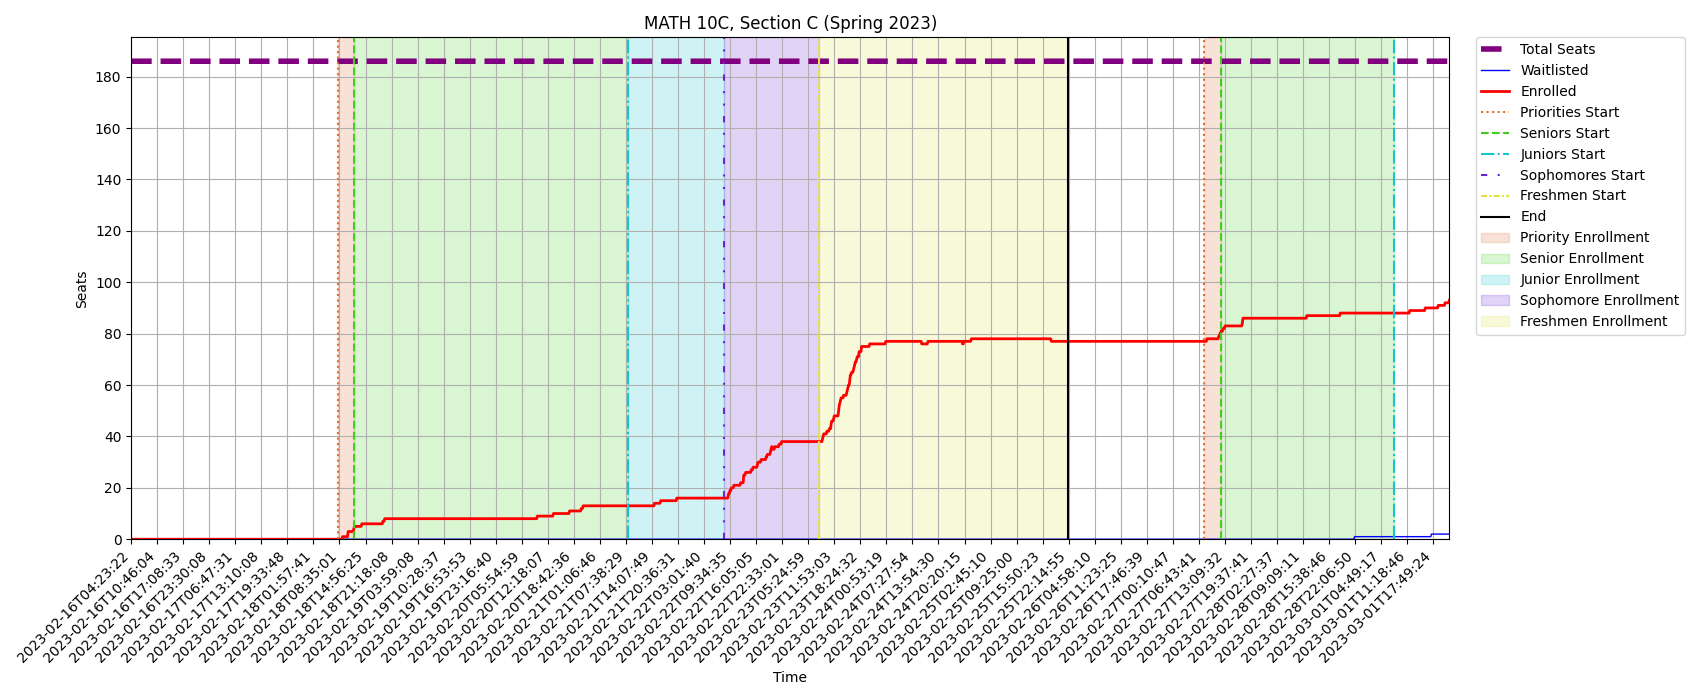 MATH 10C, Section C (Spring 2023)
Seats
180
160
140
120
100
80
60
40
20
0
2023-02-16T04:23:22
2023-02-16T10:46:04
2023-02-16T17:08:33
2023-02-16T23:30:08
2023-02-17T06:47:31
2023-02-17T13:10:08
2023-02-17T19:33:48
2023-02-18T01:57:41
2023-02-18T08:35:01
2023-02-18T14:56:25
2023-02-18T21:18:08
2023-02-19T03:59:08
2023-02-19T10:28:37
2023-02-19T16:53:53
2023-02-19T23:16:40
2023-02-20T05:54:59
2023-02-20T12:18:07
2023-02-20T18:42:36
2023-02-21T01:06:46
2023-02-21T07:38:29
2023-02-21T14:07:49
2023-02-21T20:36:31
2023-02-22T03:01:40
2023-02-22T09:34:35
2023-02-22T16:05:05
2023-02-22T22:33:01
2023-02-23T05:24:59
2023-02-23T11:53:03
2023-02-23T18:24:32
2023-02-24T00:53:19
2023-02-24T07:27:54
2023-02-24T13:54:30
2023-02-24T20:20:15
2023-02-25T02:45:10
2023-02-25T09:25:00
2023-02-25T15:50:23
2023-02-25T22:14:55
2023-02-26T04:58:10
2023-02-26T11:23:25
2023-02-26T17:46:39
2023-02-27T00:10:47
2023-02-27T06:43:41
2023-02-27T13:09:32
2023-02-27T19:37:41
2023-02-28T02:27:37
2023-02-28T09:09:11
2023-02-28T15:38:46
2023-02-28T22:06:50
2023-03-01T04:49:17
2023-03-01T11:18:46
2023-03-01T17:49:24
Time
Total Seats
Waitlisted
Enrolled
Priorities Start
Seniors Start
Juniors Start
Sophomores Start
Freshmen Start
End
Priority Enrollment
Senior Enrollment
Junior Enrollment
Sophomore Enrollment
Freshmen Enrollment